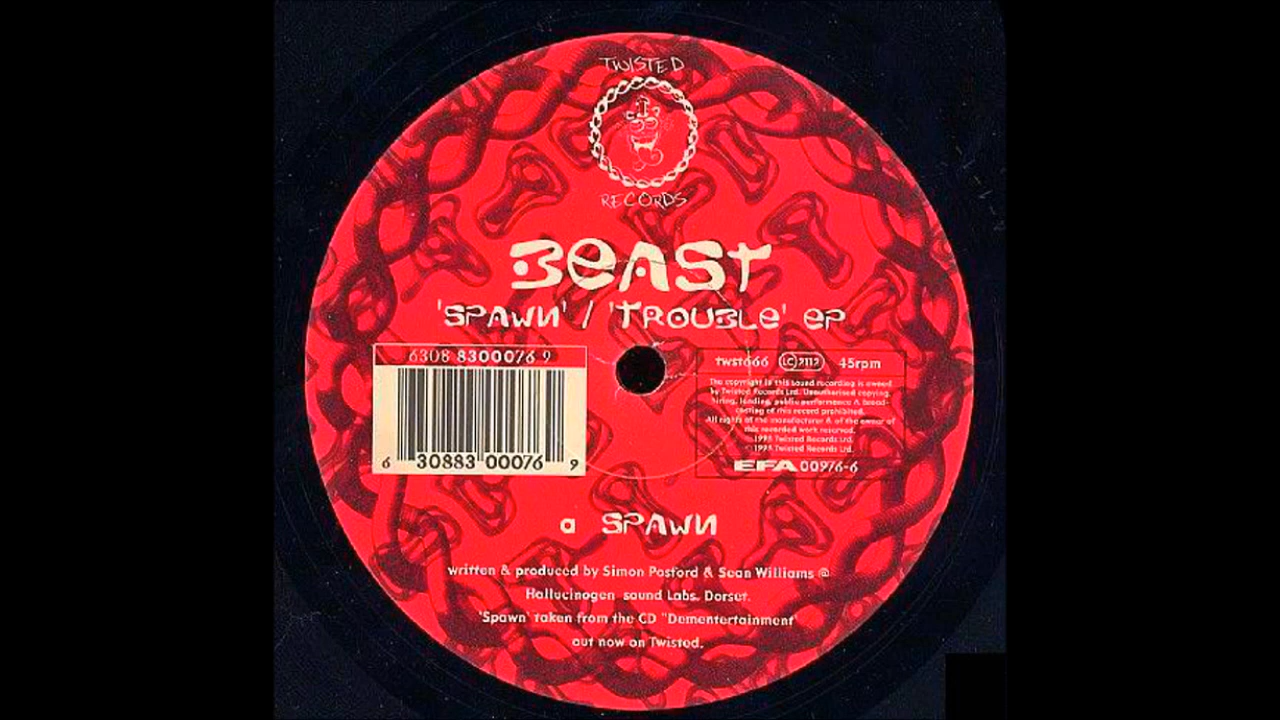 TWISTED
RECORDS
BEAST
'SPAWN' / 'TROUBLE' EP
6308 8300076 9
6 30883 00076 9
TWST666 LC 2112 45rpm
The copyright in this sound recording is owned
by Twisted Records Ltd. Unauthorised copying,
hiring, lending, public performance & broad-
casting of this record prohibited.
All rights of the manufacturer & of the owner of
this recorded work reserved.
Twisted Records Ltd.
Twisted Records Ltd.
EFA 00976-6
a SPAWN
written & produced by Simon Posford & Sean Williams @
Hallucinogen sound Labs. Dorset.
'Spawn' taken from the CD "Dementertainment'
out now on Twisted.